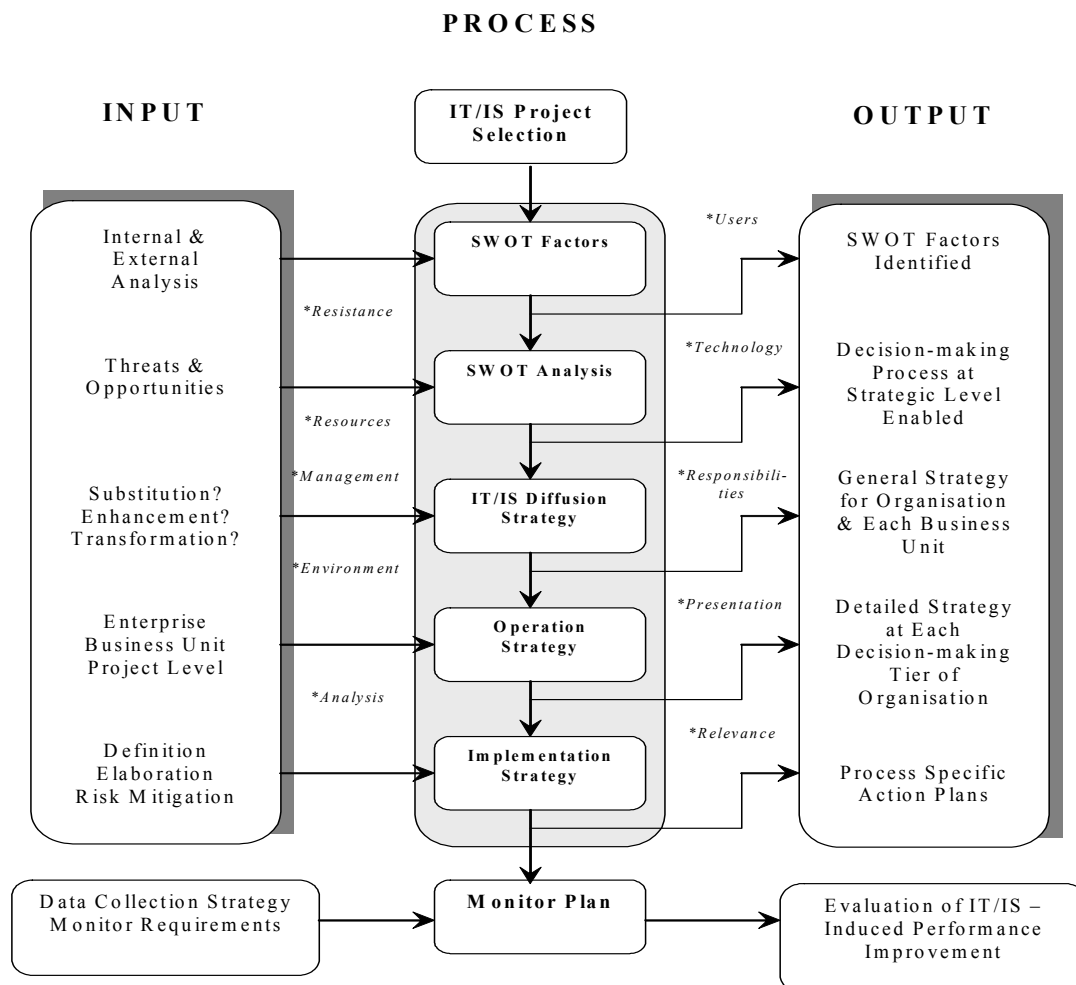 PROCESS
INPUT
IT/IS Project
Selection
OUTPUT
Internal &
External
Analysis
SWOT Factors
*Users
SWOT Factors
Identified
*Resistance
Threats &
Opportunities
SWOT Analysis
*Technology
Decision-making
Process at
Strategic Level
Enabled
*Resources
*Management
Substitution?
Enhancement?
Transformation?
IT/IS Diffusion
Strategy
*Responsibili-
ties
General Strategy
for Organisation
& Each Business
Unit
*Environment
Enterprise
Business Unit
Project Level
Operation
Strategy
*Presentation
Detailed Strategy
at Each
Decision-making
Tier of
Organisation
*Analysis
Definition
Elaboration
Risk Mitigation
Implementation
Strategy
*Relevance
Process Specific
Action Plans
Data Collection Strategy
Monitor Requirements
Monitor Plan
Evaluation of IT/IS –
Induced Performance
Improvement